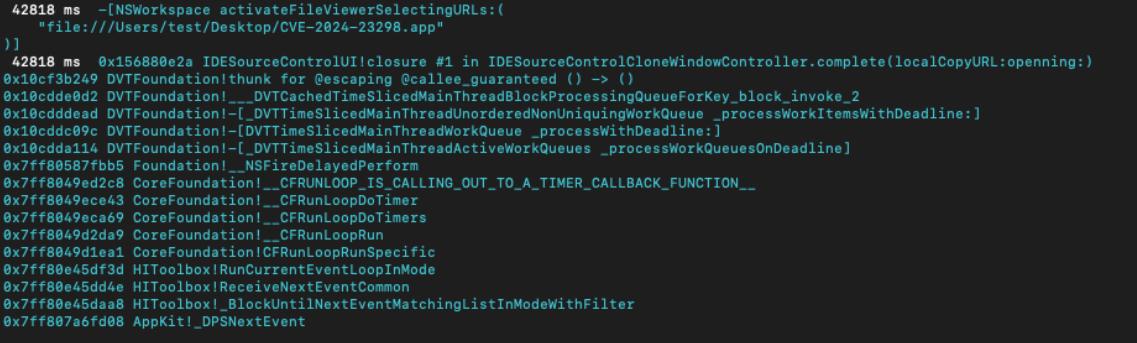 42818 ms  -[NSWorkspace activateFileViewerSelectingURLs:(
"file:///Users/test/Desktop/CVE-2024-23298.app"
)]
42818 ms  0x156880e2a IDESourceControlUI!closure #1 in IDESourceControlCloneWindowController.complete(localCopyURL:openning:)
0x10cf3b249 DVTFoundation!thunk for @escaping @callee_guaranteed () -> ()
0x10cdde0d2 DVTFoundation!___DVTCachedTimeSlicedMainThreadBlockProcessingQueueForKey_block_invoke_2
0x10cdddead DVTFoundation!-[_DVTTimeSlicedMainThreadUnorderedNonUniquingWorkQueue _processWorkItemsWithDeadline:]
0x10cddc09c DVTFoundation!-[DVTTimeSlicedMainThreadWorkQueue _processWithDeadline:]
0x10cdda114 DVTFoundation!-[_DVTTimeSlicedMainThreadActiveWorkQueues _processWorkQueuesOnDeadline]
0x7ff80587fbb5 Foundation!__NSFireDelayedPerform
0x7ff8049ed2c8 CoreFoundation!__CFRUNLOOP_IS_CALLING_OUT_TO_A_TIMER_CALLBACK_FUNCTION__
0x7ff8049ece43 CoreFoundation!__CFRunLoopDoTimer
0x7ff8049eca69 CoreFoundation!__CFRunLoopDoTimers
0x7ff8049d2da9 CoreFoundation!__CFRunLoopRun
0x7ff8049d1ea1 CoreFoundation!CFRunLoopRunSpecific
0x7ff80e45df3d HIToolbox!RunCurrentEventLoopInMode
0x7ff80e45dd4e HIToolbox!ReceiveNextEventCommon
0x7ff80e45daa8 HIToolbox!_BlockUntilNextEventMatchingListInModeWithFilter
0x7ff807a6fd08 AppKit!_DPSNextEvent